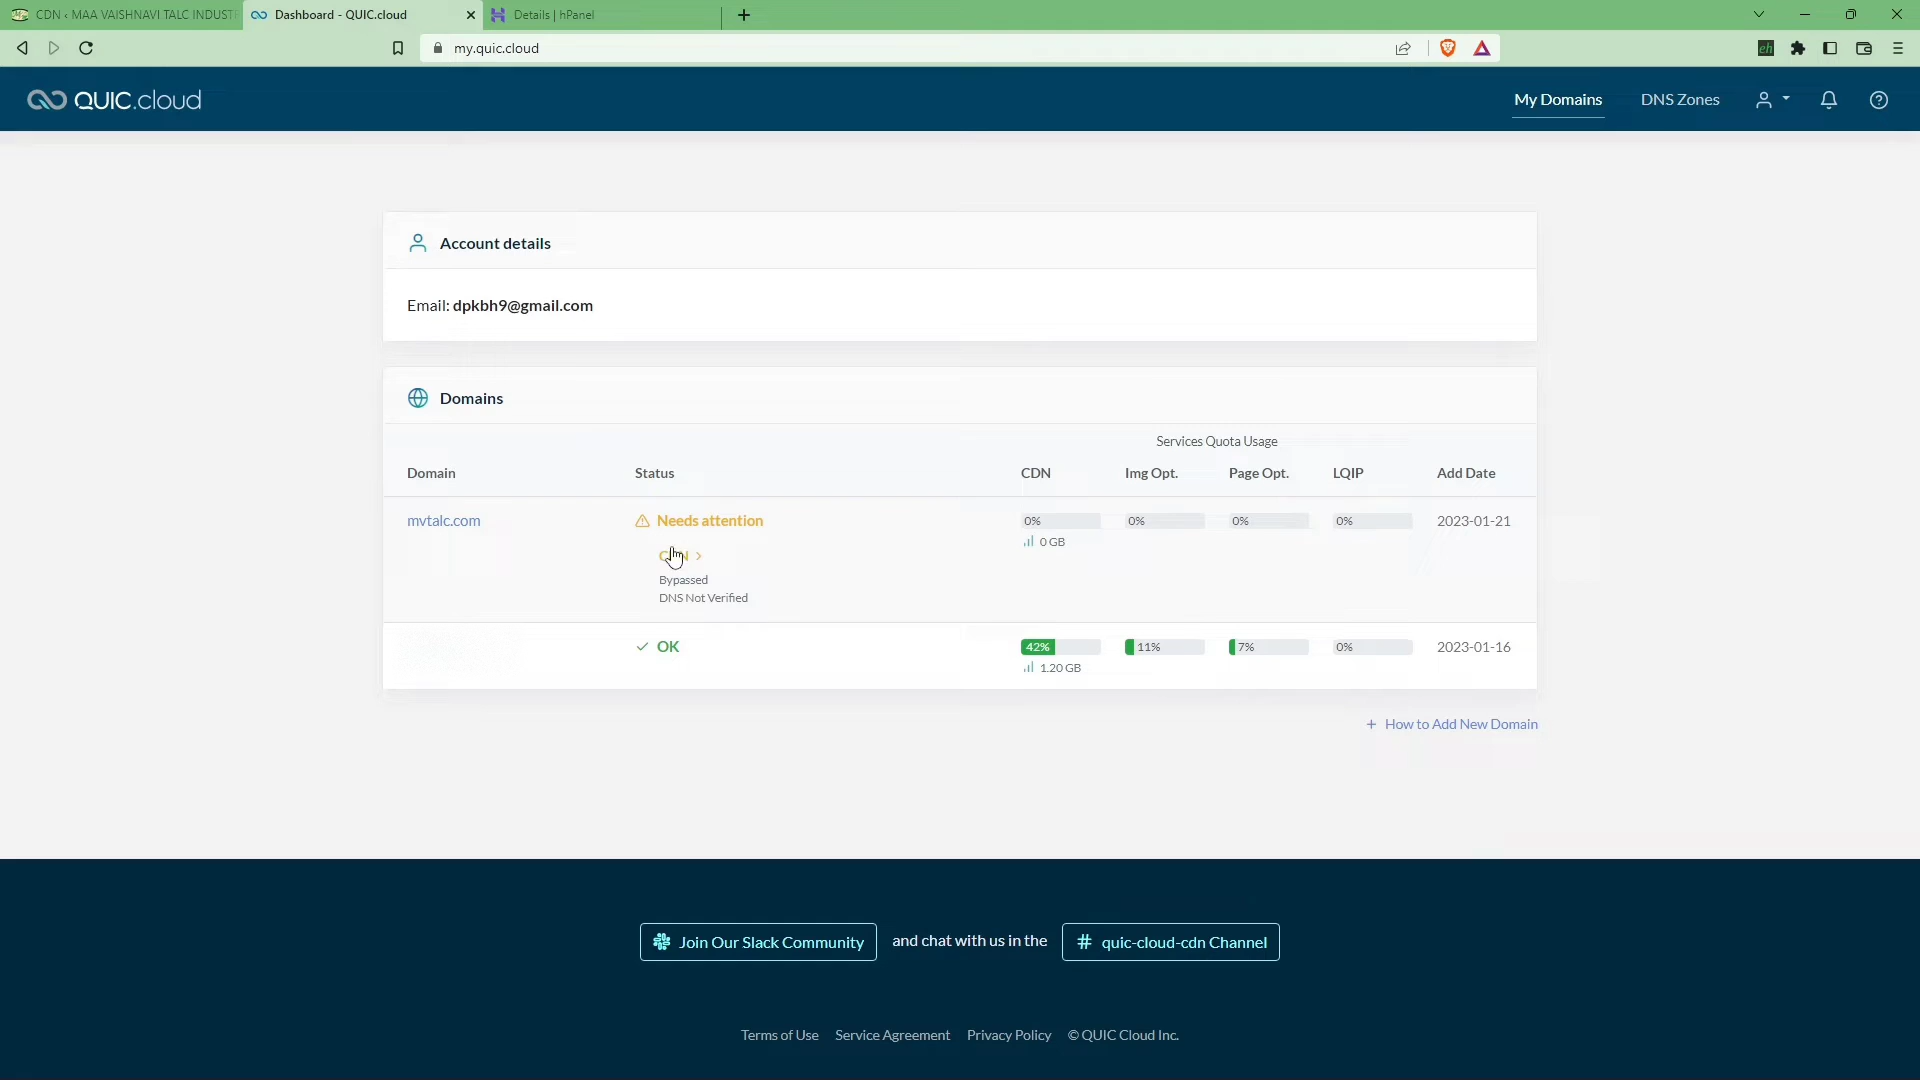 CDN ‹ MAA VAISHNAVI TALC INDUST
Dashboard - QUIC.cloud
Details | hPanel
my.quic.cloud
eh
QUIC.cloud
My Domains
DNS Zones
Account details
Email: dpkbh9@gmail.com
Domains
Services Quota Usage
Domain Status CDN Img Opt. Page Opt. LQIP Add Date
mvtalc.com Needs attention 0% 0% 0% 0% 2023-01-21
0 GB
Bypassed
DNS Not Verified
OK 42% 11% 7% 0% 2023-01-16
1.20 GB
+ How to Add New Domain
Join Our Slack Community and chat with us in the # quic-cloud-cdn Channel
Terms of Use Service Agreement Privacy Policy © QUIC Cloud Inc.